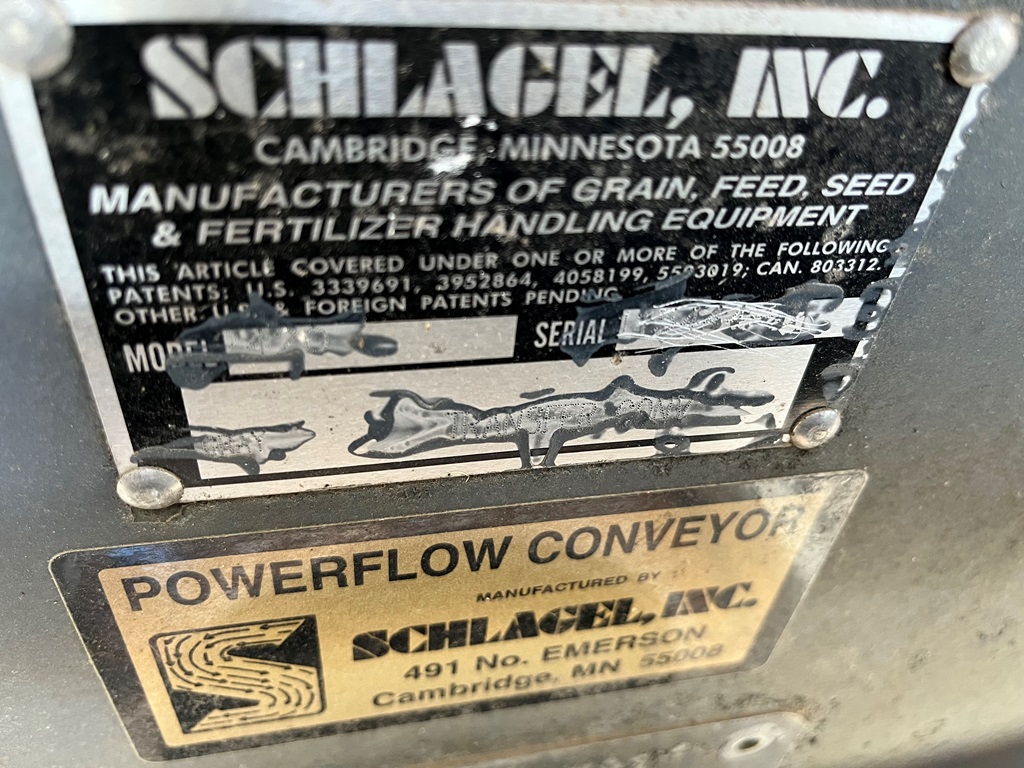 SCHLAGEL, INC.
CAMBRIDGE, MINNESOTA 55008
MANUFACTURERS OF GRAIN, FEED, SEED
& FERTILIZER HANDLING EQUIPMENT
THIS ARTICLE COVERED UNDER ONE OR MORE OF THE FOLLOWING
PATENTS; U.S. 3339691, 3952864, 4058199, 5593019; CAN. 803312.
OTHER U.S. & FOREIGN PATENTS PENDING
MODEL SERIAL
TRANSFER CONV
POWERFLOW CONVEYOR
MANUFACTURED BY
SCHLAGEL, INC.
491 No. EMERSON
Cambridge, MN 55008